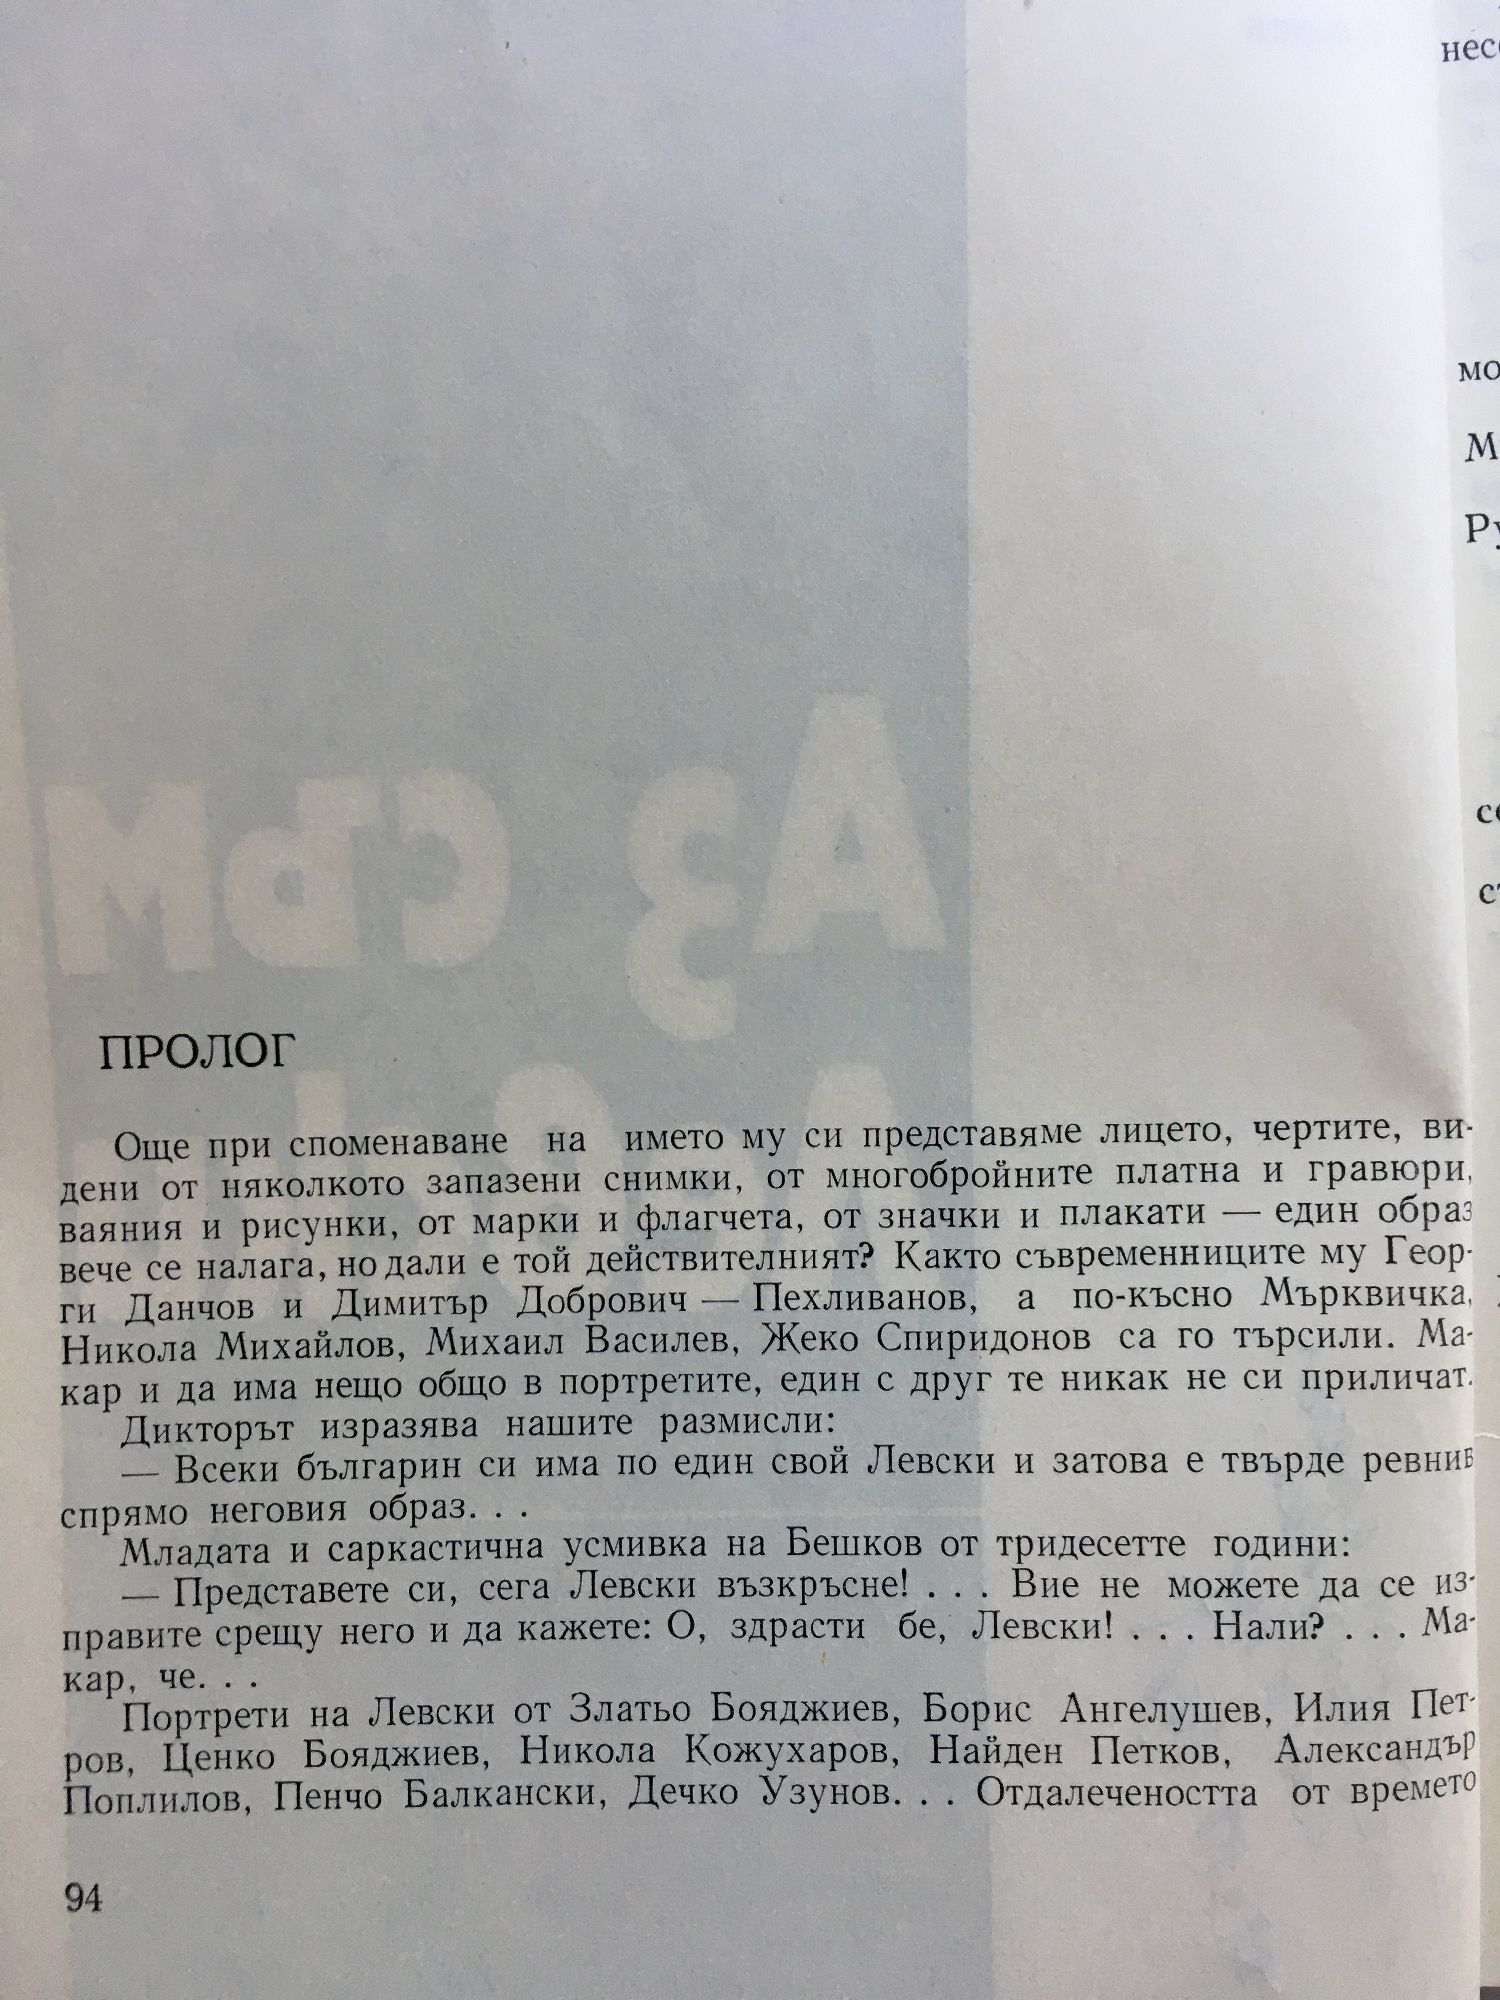 АЗ СЪМ
ПРОЛОГ
Още при споменаване на името му си представяме лицето, чертите, ви-
дени от няколкото запазени снимки, от многобройните платна и гравюри,
ваяния и рисунки, от марки и флагчета, от значки и плакати — един образ
вече се налага, но дали е той действителният? Както съвременниците му Геор-
ги Данчов и Димитър Добрович — Пехливанов, а по-късно Мърквичка,
Никола Михайлов, Михаил Василев, Жеко Спиридонов са го търсили. Ма-
кар и да има нещо общо в портретите, един с друг те никак не си приличат.
Дикторът изразява нашите размисли:
— Всеки българин си има по един свой Левски и затова е твърде ревнив
спрямо неговия образ. . .
Младата и саркастична усмивка на Бешков от тридесетте години:
— Представете си, сега Левски възкръсне! . . . Вие не можете да се из-
правите срещу него и да кажете: О, здрасти бе, Левски! . . . Нали? . . . Ма-
кар, че. . .
Портрети на Левски от Златьо Бояджиев, Борис Ангелушев, Илия Пет-
ров, Ценко Бояджиев, Никола Кожухаров, Найден Петков, Александър
Поплилов, Пенчо Балкански, Дечко Узунов. . . Отдалечеността от времето
94